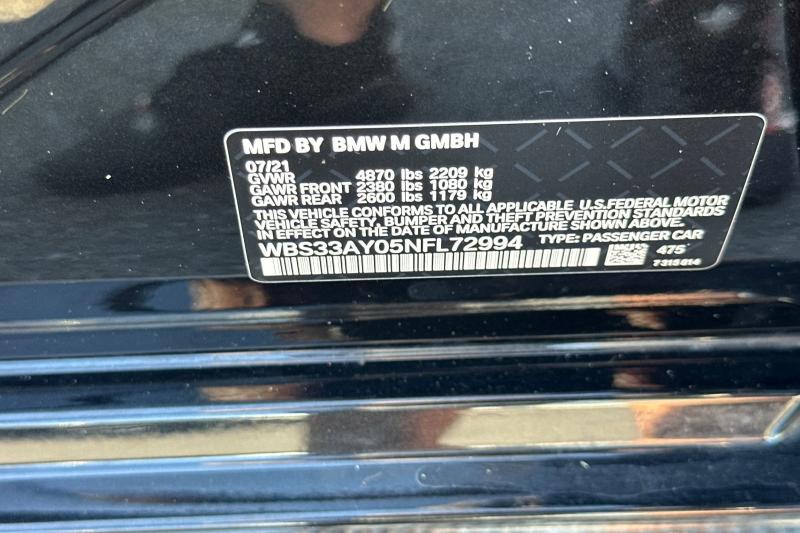 MFD BY BMW M GMBH
07/21
GVWR 4870 lbs 2209 kg
GAWR FRONT 2380 lbs 1080 kg
GAWR REAR 2600 lbs 1179 kg
THIS VEHICLE CONFORMS TO ALL APPLICABLE U.S.FEDERAL MOTOR
VEHICLE SAFETY, BUMPER AND THEFT PREVENTION STANDARDS
IN EFFECT ON THE DATE OF MANUFACTURE SHOWN ABOVE.
WBS33AY05NFL72994 TYPE: PASSENGER CAR
475
7315614